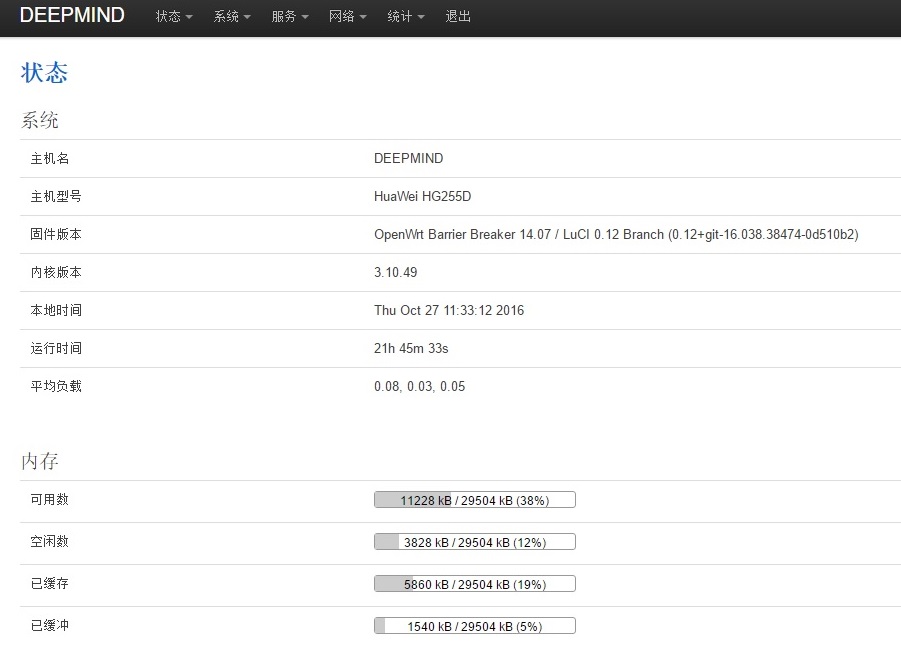 DEEPMIND 状态 系统 服务 网络 统计 退出
状态
系统
主机名 DEEPMIND
主机型号 HuaWei HG255D
固件版本 OpenWrt Barrier Breaker 14.07 / LuCI 0.12 Branch (0.12+git-16.038.38474-0d510b2)
内核版本 3.10.49
本地时间 Thu Oct 27 11:33:12 2016
运行时间 21h 45m 33s
平均负载 0.08, 0.03, 0.05
内存
可用数 11228 kB / 29504 kB (38%)
空闲数 3828 kB / 29504 kB (12%)
已缓存 5860 kB / 29504 kB (19%)
已缓冲 1540 kB / 29504 kB (5%)